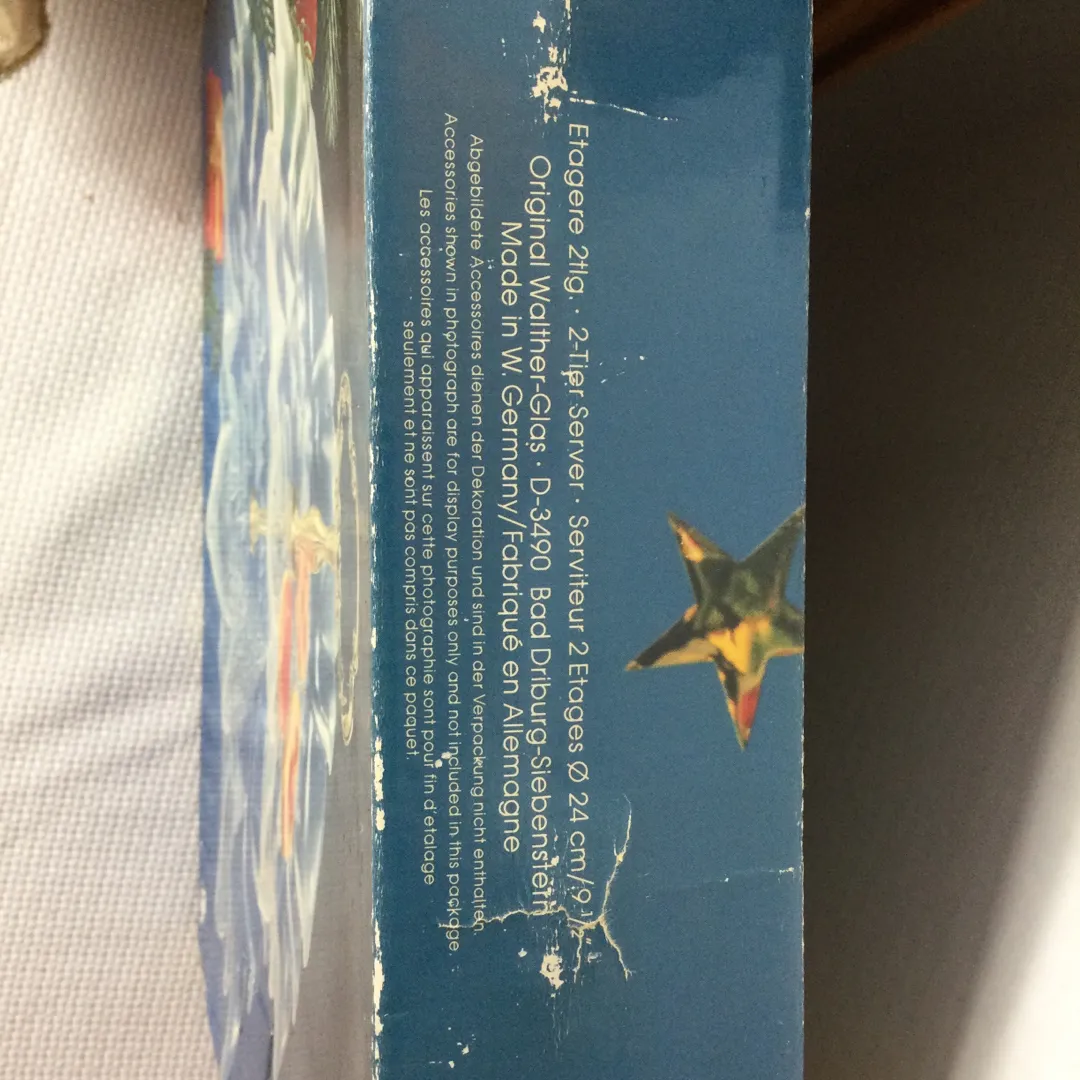 Etagere 2tlg. · 2-Tier Server · Serviteur 2 Etages Ø 24 cm/9 1/2"
Original Walther-Glas · D-3490 Bad Driburg-Siebenstern
Made in W. Germany/Fabriqué en Allemagne
Abgebildete Accessoires dienen der Dekoration und sind in der Verpackung nicht enthalten.
Accessories shown in photograph are for display purposes only and not included in this package.
Les accessoires qui apparaissent sur cette photographie sont pour fin d'etalage
seulement et ne sont pas compris dans ce paquet.